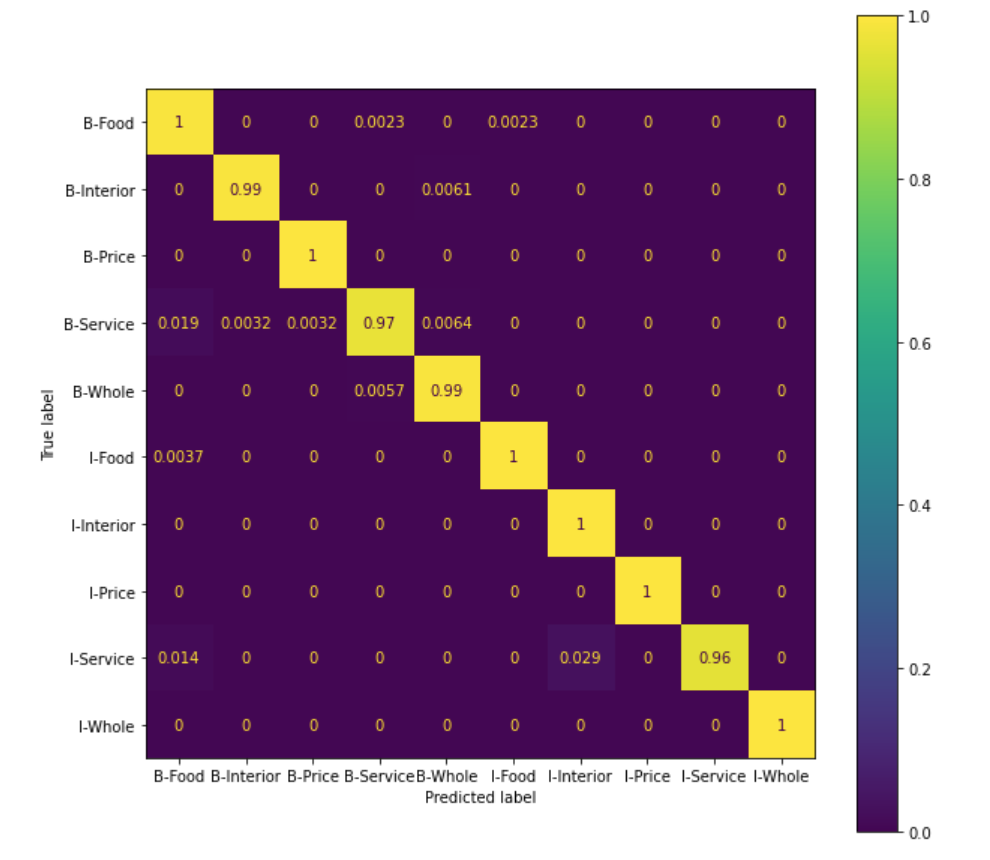 1.0
B-Food 1 0 0 0.0023 0 0.0023 0 0 0 0
B-Interior 0 0.99 0 0 0.0061 0 0 0 0 0
0.8
B-Price 0 0 1 0 0 0 0 0 0 0
B-Service 0.019 0.0032 0.0032 0.97 0.0064 0 0 0 0 0
0.6
B-Whole 0 0 0 0.0057 0.99 0 0 0 0 0
True label
I-Food 0.0037 0 0 0 0 1 0 0 0 0
0.4
I-Interior 0 0 0 0 0 0 1 0 0 0
I-Price 0 0 0 0 0 0 0 1 0 0
I-Service 0.014 0 0 0 0 0 0.029 0 0.96 0
0.2
I-Whole 0 0 0 0 0 0 0 0 0 1
B-Food B-Interior B-Price B-Service B-Whole I-Food I-Interior I-Price I-Service I-Whole
Predicted label
0.0